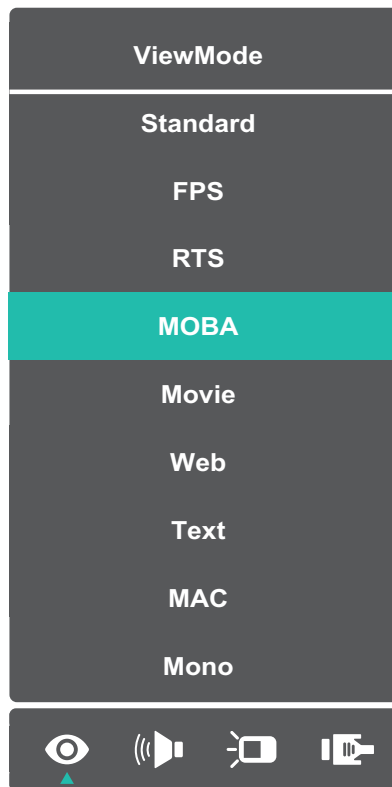 ViewMode
Standard
FPS
RTS
MOBA
Movie
Web
Text
MAC
Mono